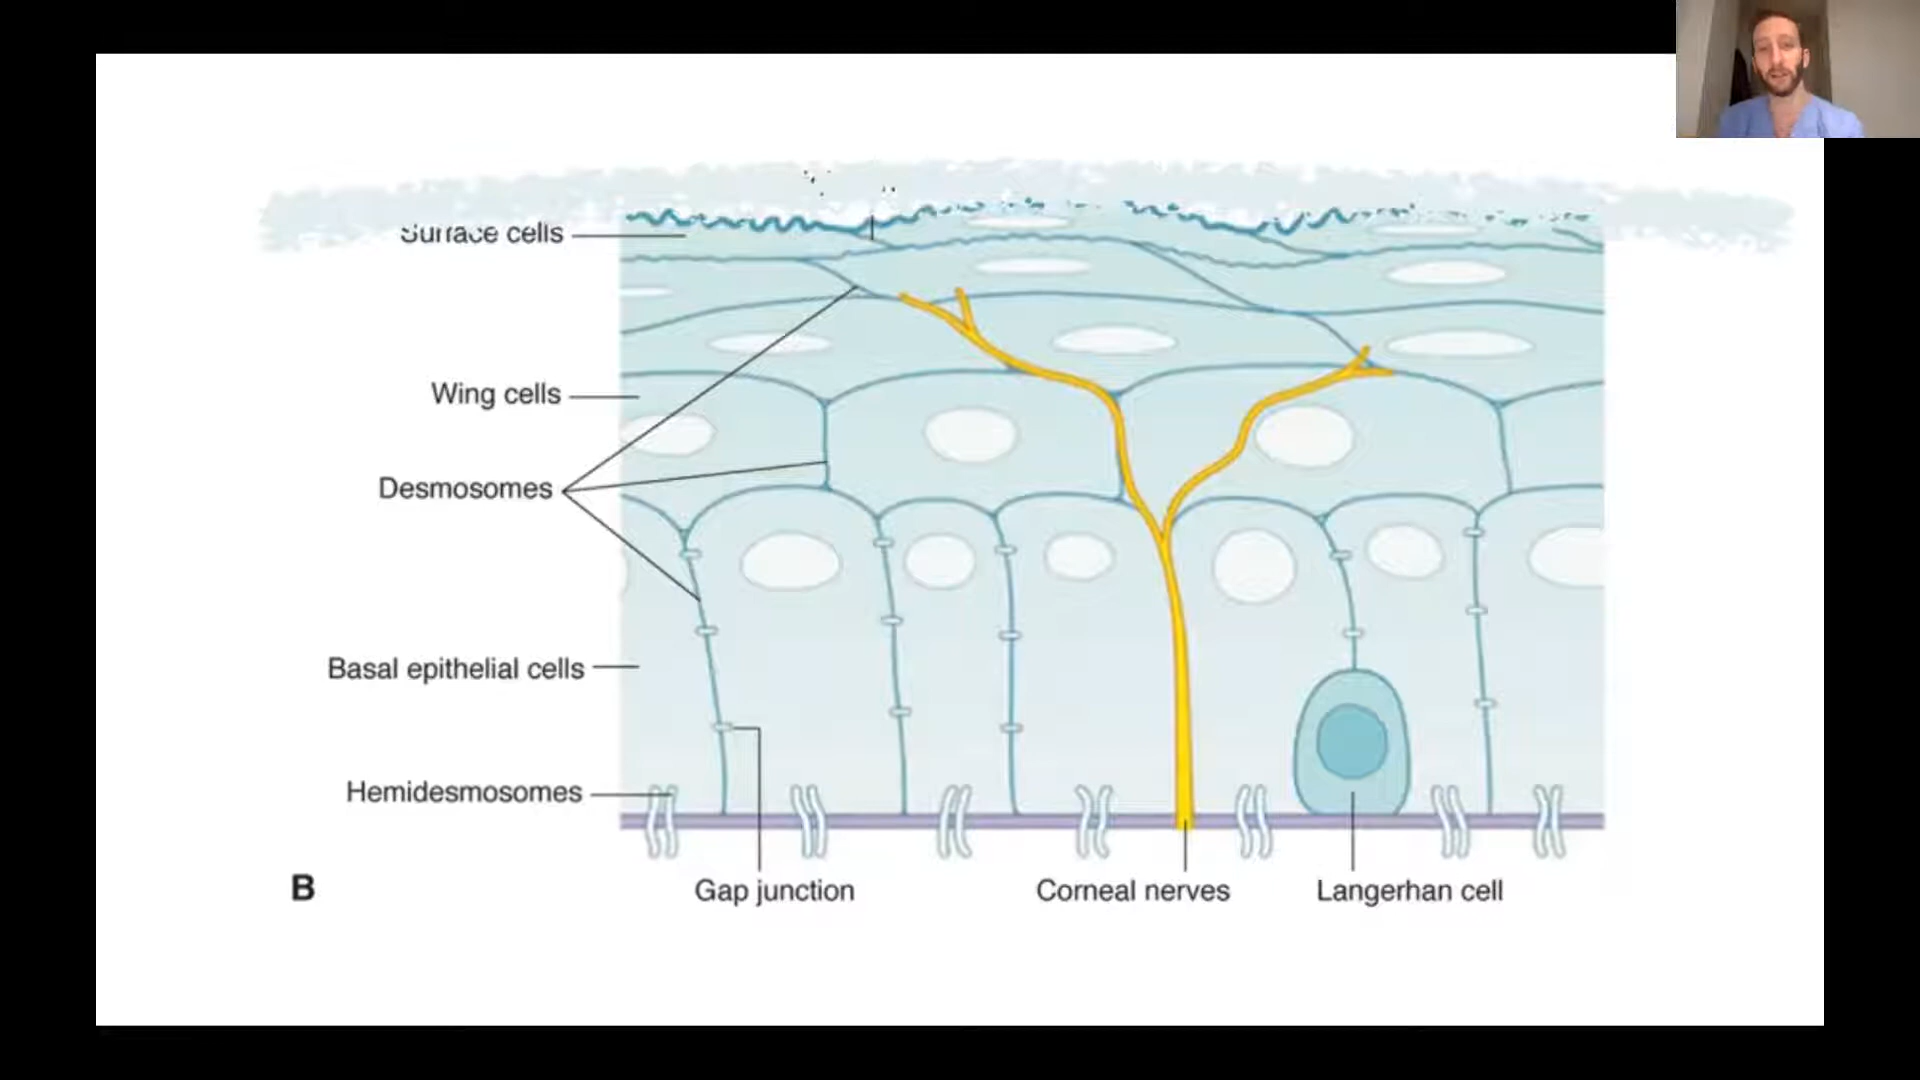 Surface cells
Wing cells
Desmosomes
Basal epithelial cells
Hemidesmosomes
B
Gap junction
Corneal nerves
Langerhan cell